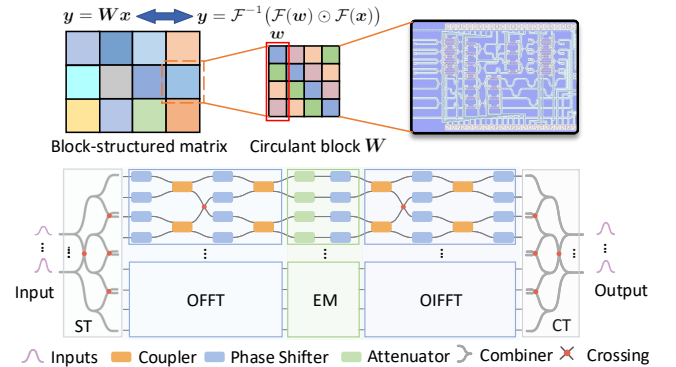 y = Wx    y = F⁻¹(F(w) ⊙ F(x))
w
Block-structured matrix    Circulant block W
Input    Output
OFFT    EM    OIFFT
ST    CT
Inputs    Coupler    Phase Shifter    Attenuator    Combiner    Crossing